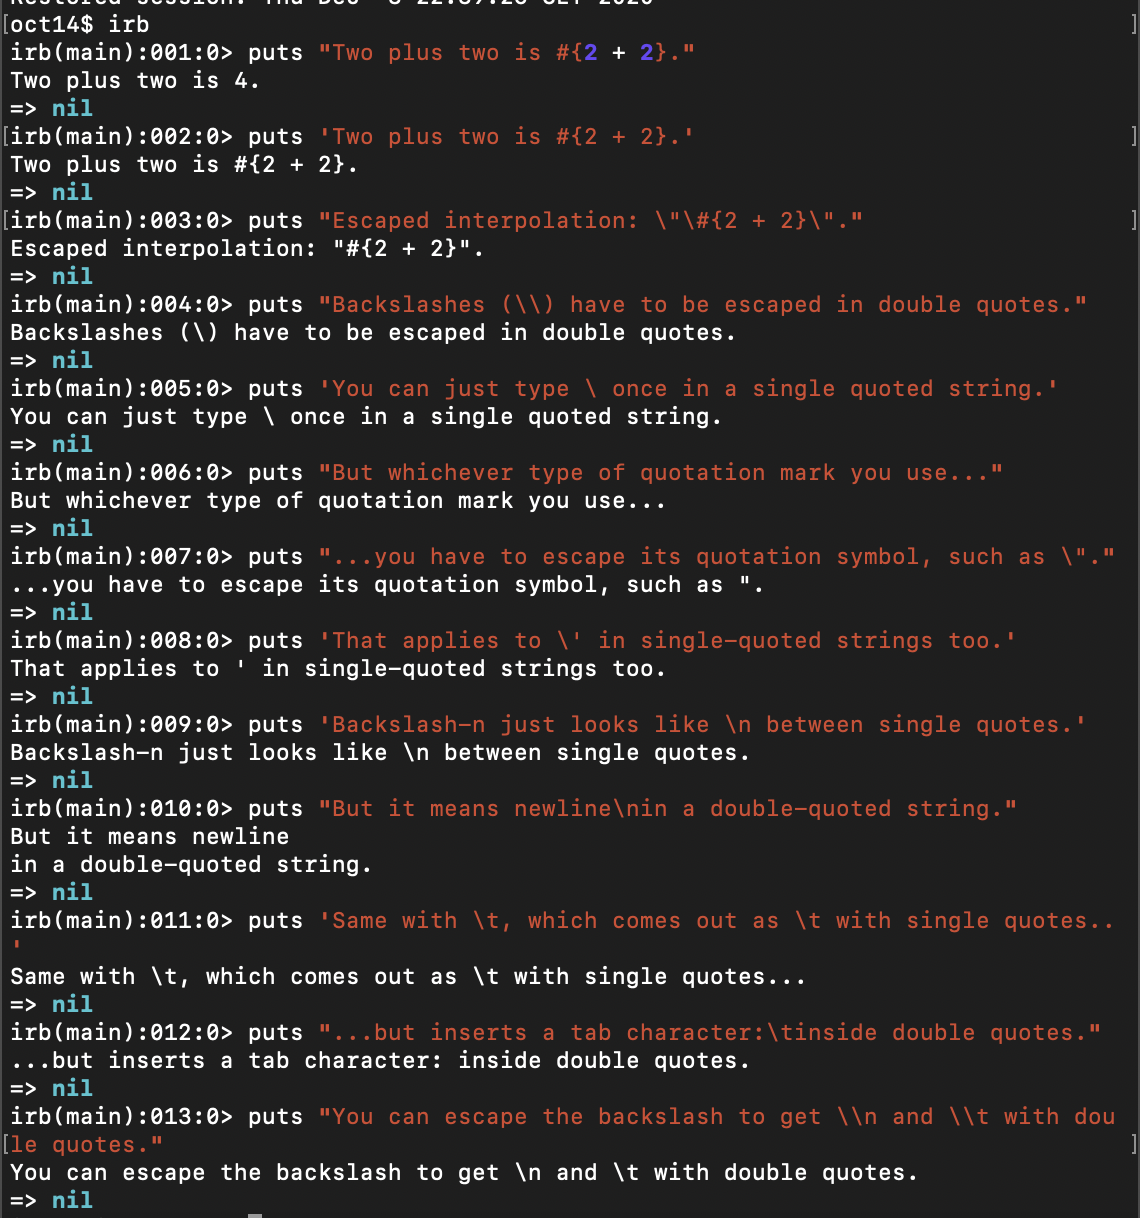 Restored session: Thu Dec
[oct14$ irb ]
irb(main):001:0> puts "Two plus two is #{2 + 2}."
Two plus two is 4.
=> nil
[irb(main):002:0> puts 'Two plus two is #{2 + 2}.' ]
Two plus two is #{2 + 2}.
=> nil
[irb(main):003:0> puts "Escaped interpolation: \"\#{2 + 2}\"." ]
Escaped interpolation: "#{2 + 2}".
=> nil
irb(main):004:0> puts "Backslashes (\\) have to be escaped in double quotes."
Backslashes (\) have to be escaped in double quotes.
=> nil
irb(main):005:0> puts 'You can just type \ once in a single quoted string.'
You can just type \ once in a single quoted string.
=> nil
irb(main):006:0> puts "But whichever type of quotation mark you use..."
But whichever type of quotation mark you use...
=> nil
irb(main):007:0> puts "...you have to escape its quotation symbol, such as \"."
...you have to escape its quotation symbol, such as ".
=> nil
irb(main):008:0> puts 'That applies to \' in single-quoted strings too.'
That applies to ' in single-quoted strings too.
=> nil
irb(main):009:0> puts 'Backslash-n just looks like \n between single quotes.'
Backslash-n just looks like \n between single quotes.
=> nil
irb(main):010:0> puts "But it means newline\nin a double-quoted string."
But it means newline
in a double-quoted string.
=> nil
irb(main):011:0> puts 'Same with \t, which comes out as \t with single quotes..
'
Same with \t, which comes out as \t with single quotes...
=> nil
irb(main):012:0> puts "...but inserts a tab character:\tinside double quotes."
...but inserts a tab character: inside double quotes.
=> nil
irb(main):013:0> puts "You can escape the backslash to get \\n and \\t with dou
[le quotes." ]
You can escape the backslash to get \n and \t with double quotes.
=> nil